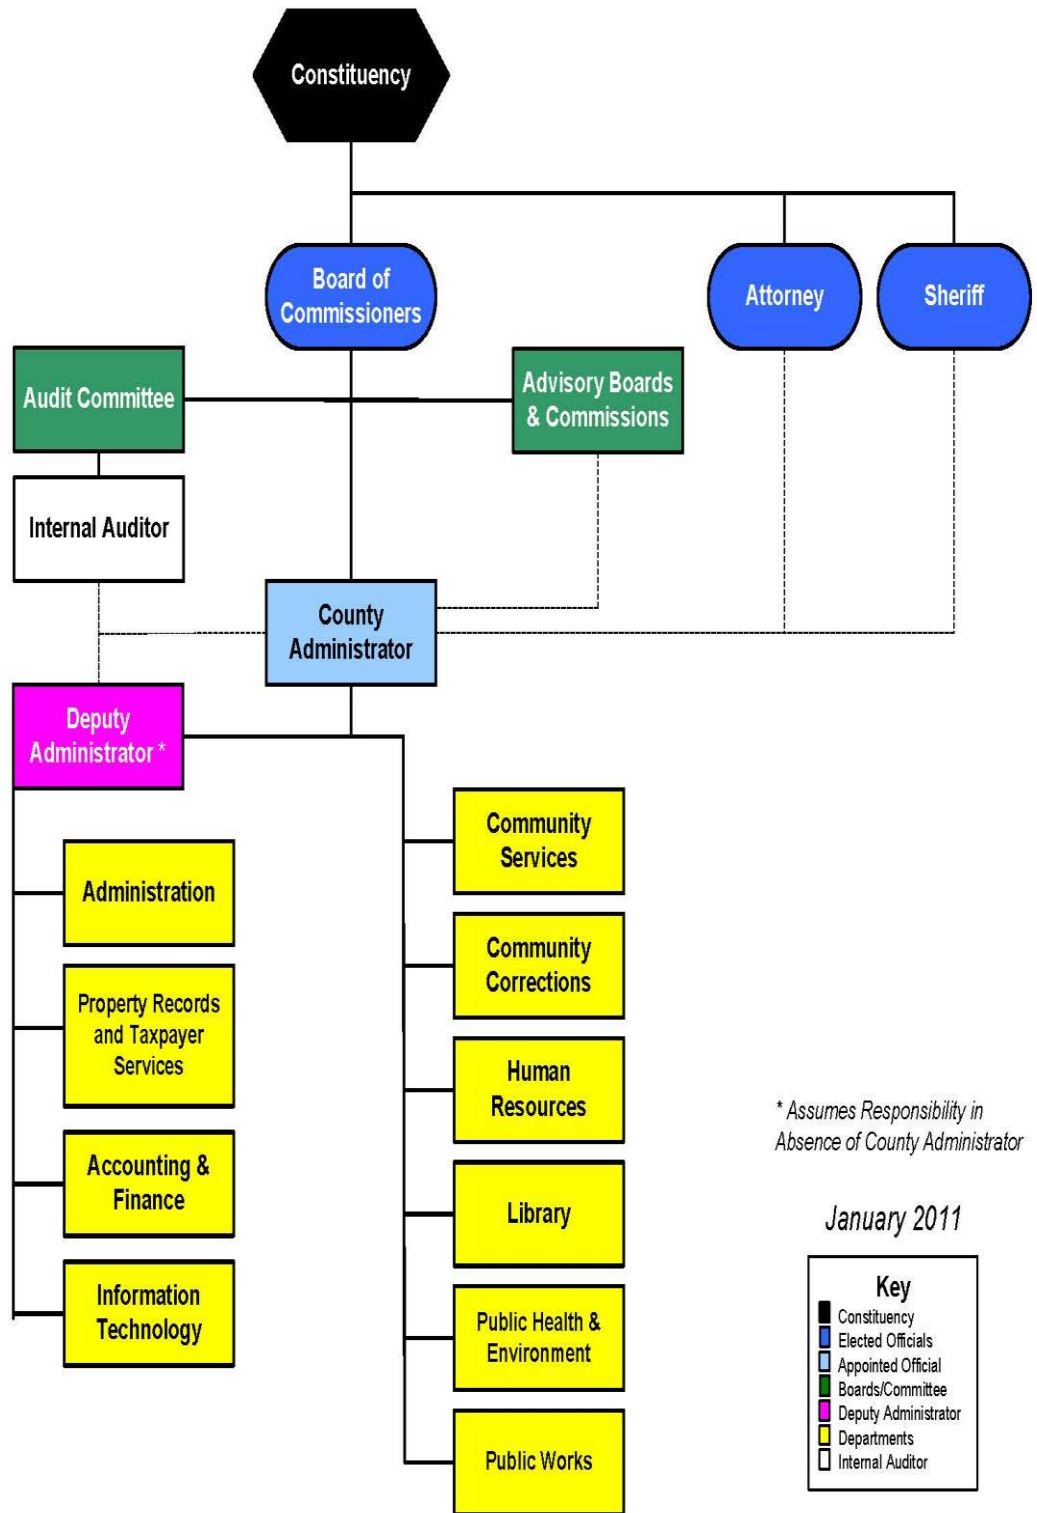 Constituency
Board of
Commissioners
Attorney
Sheriff
Audit Committee
Advisory Boards
& Commissions
Internal Auditor
County
Administrator
Deputy
Administrator *
Administration
Property Records
and Taxpayer
Services
Accounting &
Finance
Information
Technology
Community
Services
Community
Corrections
Human
Resources
Library
Public Health &
Environment
Public Works
* Assumes Responsibility in
Absence of County Administrator
January 2011
Key
Constituency
Elected Officials
Appointed Official
Boards/Committee
Deputy Administrator
Departments
Internal Auditor